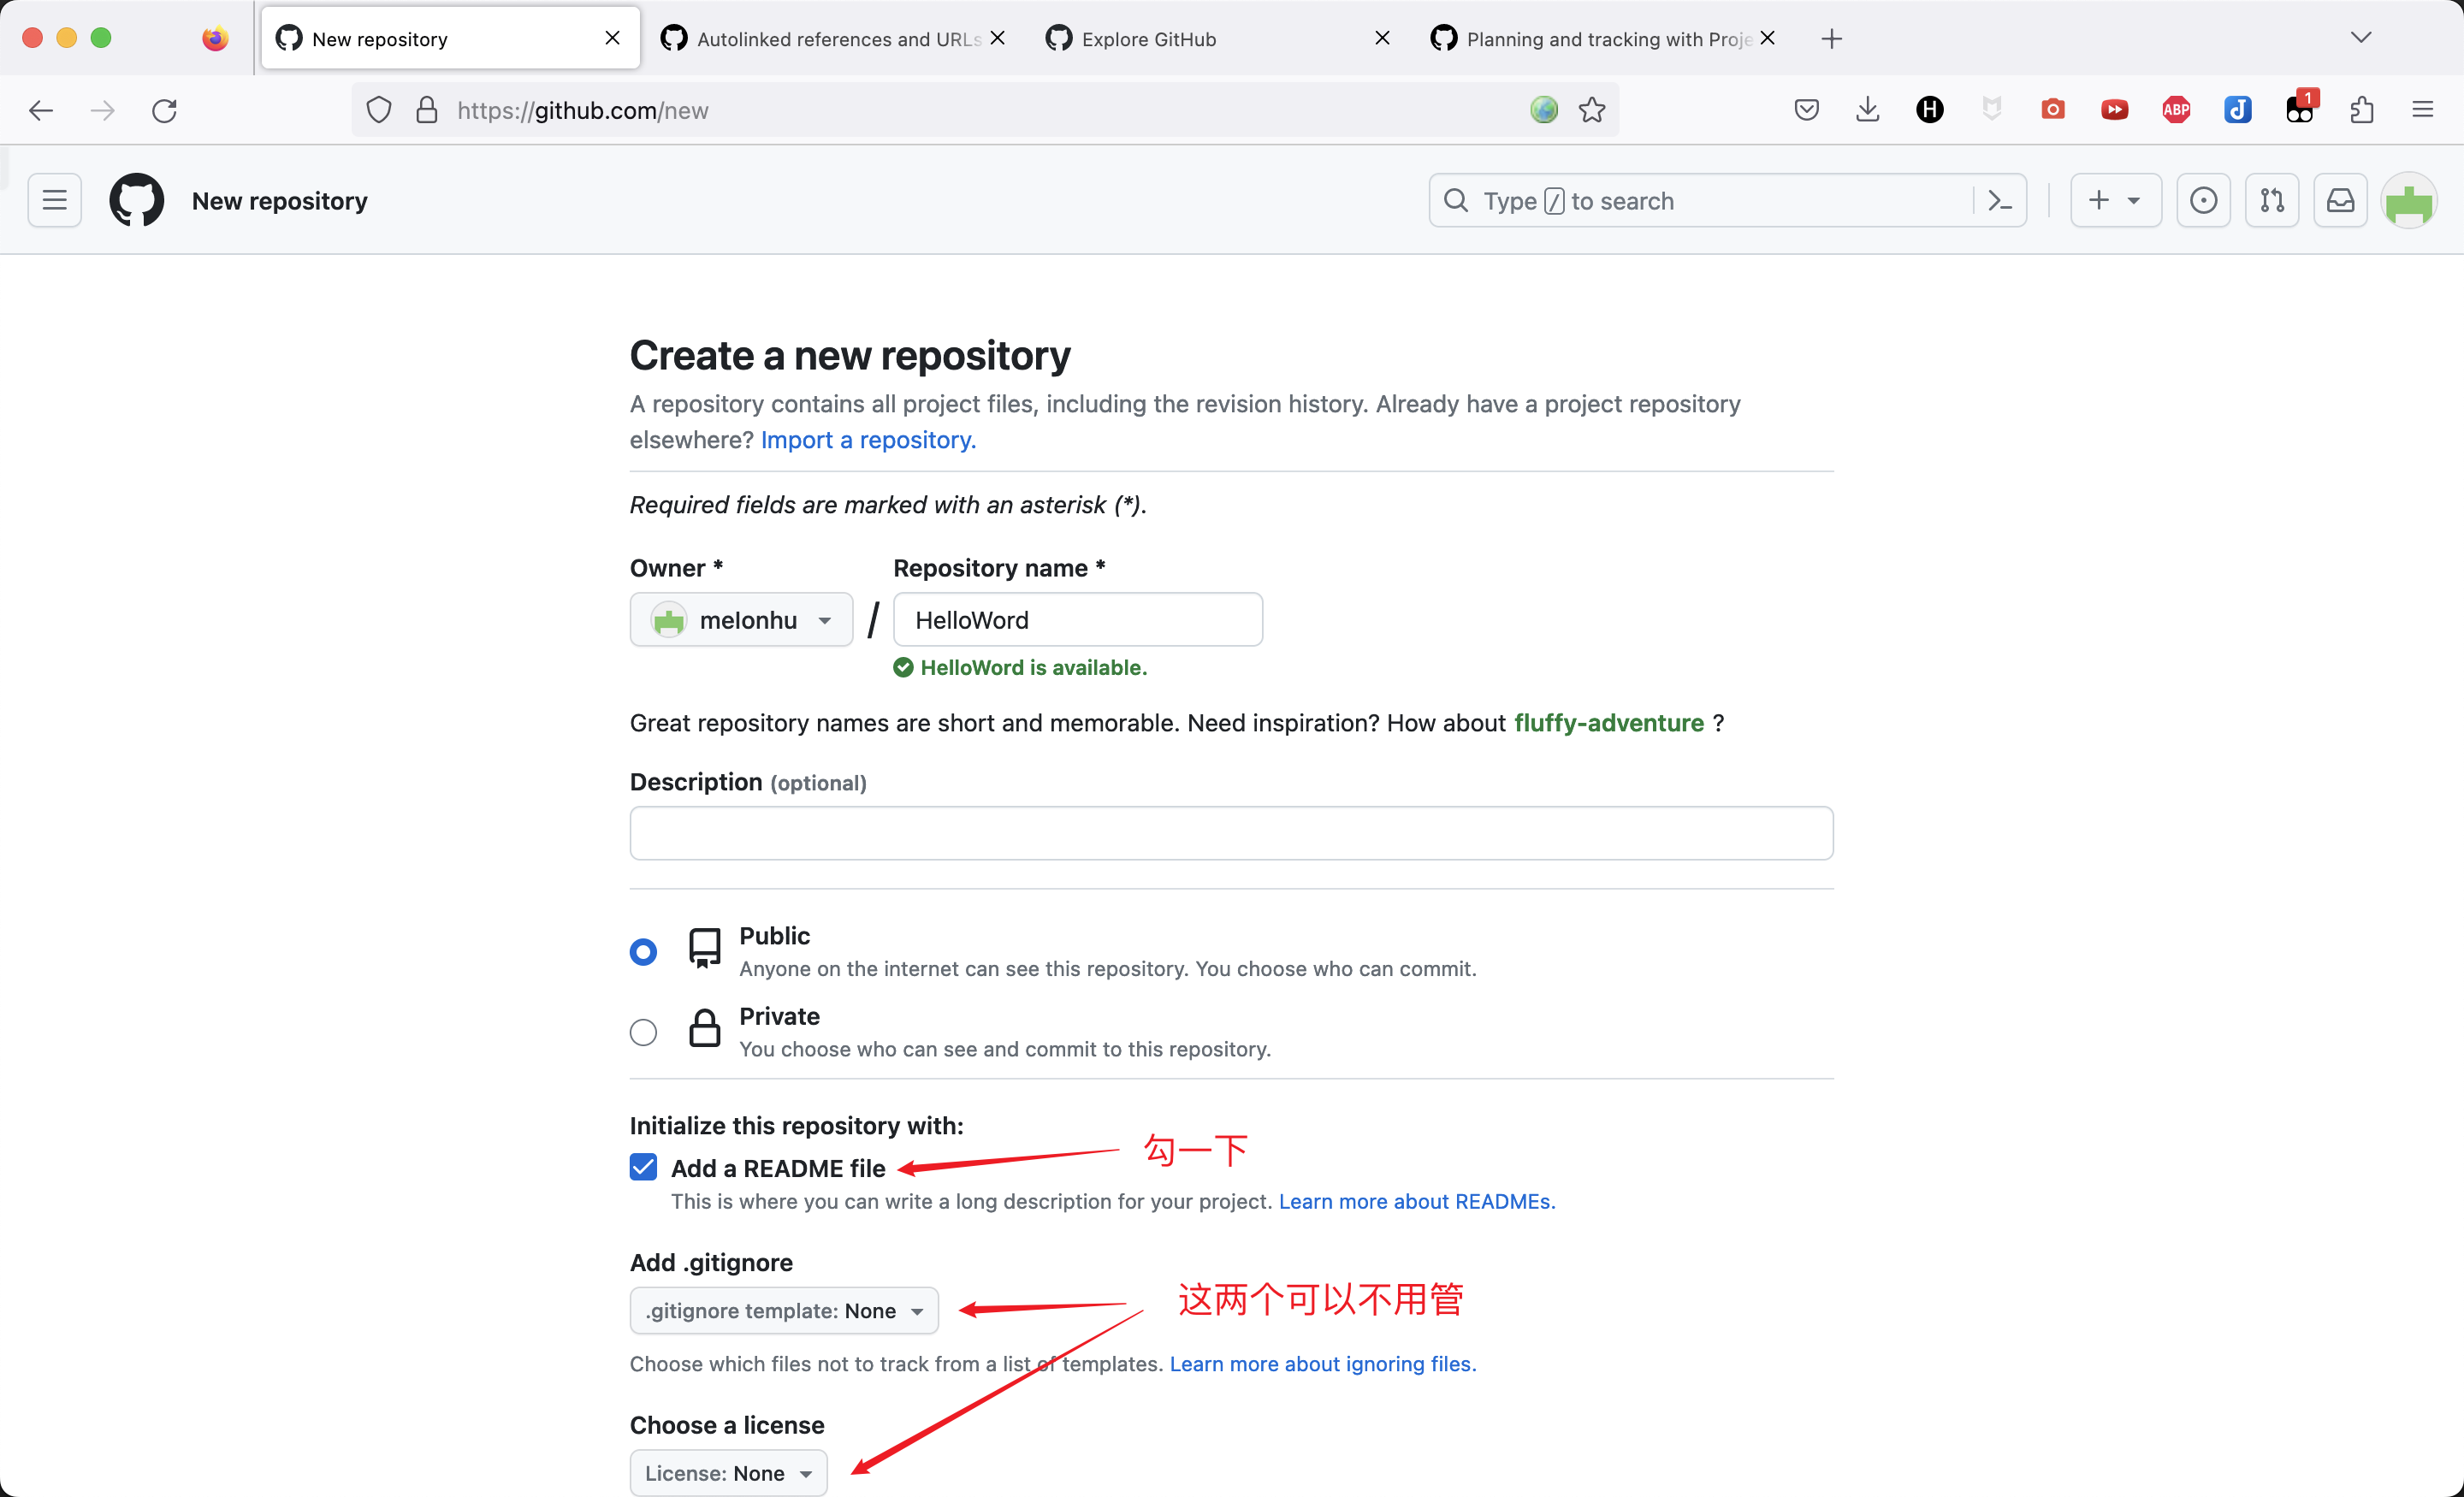 New repository
Autolinked references and URLs
Explore GitHub
Planning and tracking with Proje
https://github.com/new
H
ABP
1
New repository
Type / to search
Create a new repository
A repository contains all project files, including the revision history. Already have a project repository
elsewhere? Import a repository.
Required fields are marked with an asterisk (*).
Owner *
Repository name *
melonhu
/
HelloWord
HelloWord is available.
Great repository names are short and memorable. Need inspiration? How about fluffy-adventure ?
Description (optional)
Public
Anyone on the internet can see this repository. You choose who can commit.
Private
You choose who can see and commit to this repository.
Initialize this repository with:
勾一下
Add a README file
This is where you can write a long description for your project. Learn more about READMEs.
Add .gitignore
这两个可以不用管
.gitignore template: None
Choose which files not to track from a list of templates. Learn more about ignoring files.
Choose a license
License: None